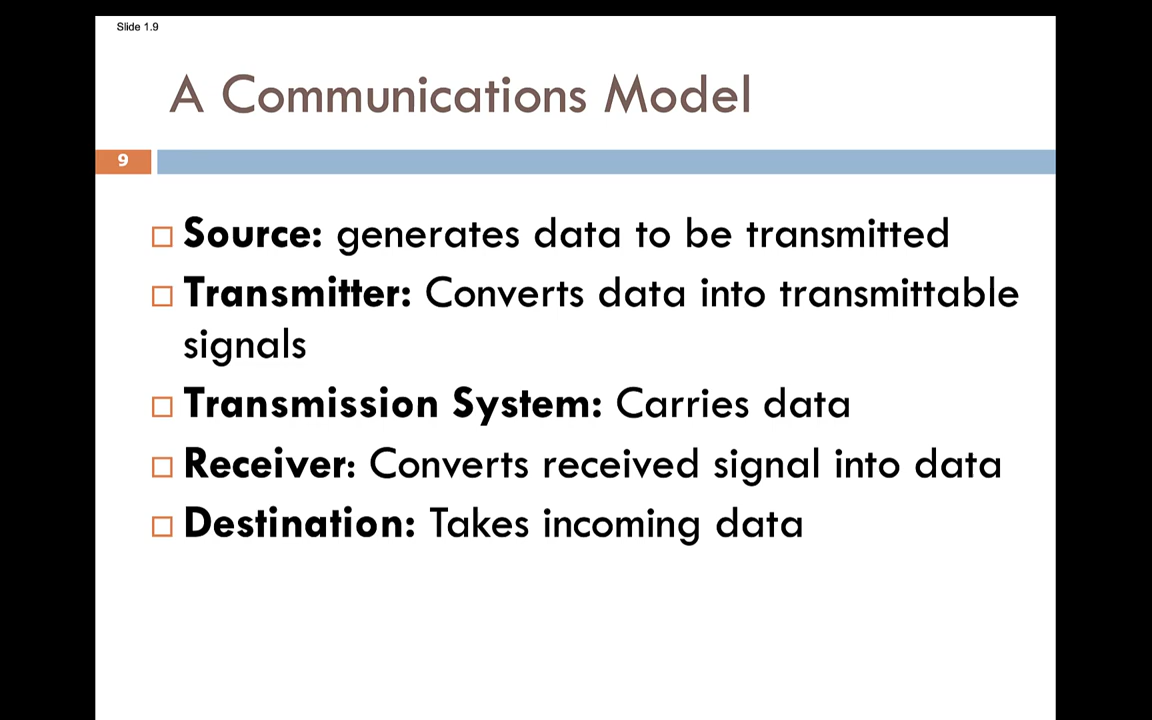 Slide 1.9
A Communications Model
9
Source: generates data to be transmitted
Transmitter: Converts data into transmittable
signals
Transmission System: Carries data
Receiver: Converts received signal into data
Destination: Takes incoming data